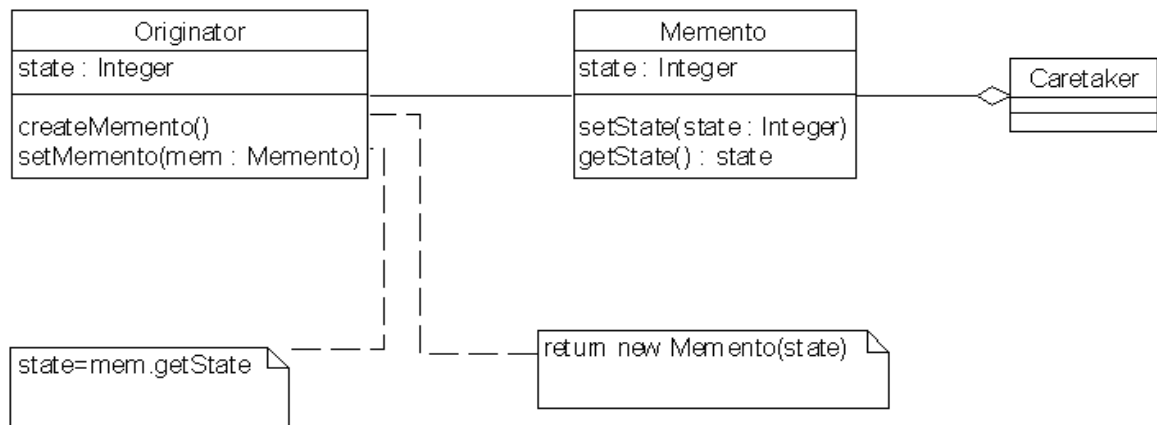 Originator
state : Integer
createMemento()
setMemento(mem : Memento)
Memento
state : Integer
setState(state : Integer)
getState() : state
Caretaker
state=mem.getState
return new Memento(state)